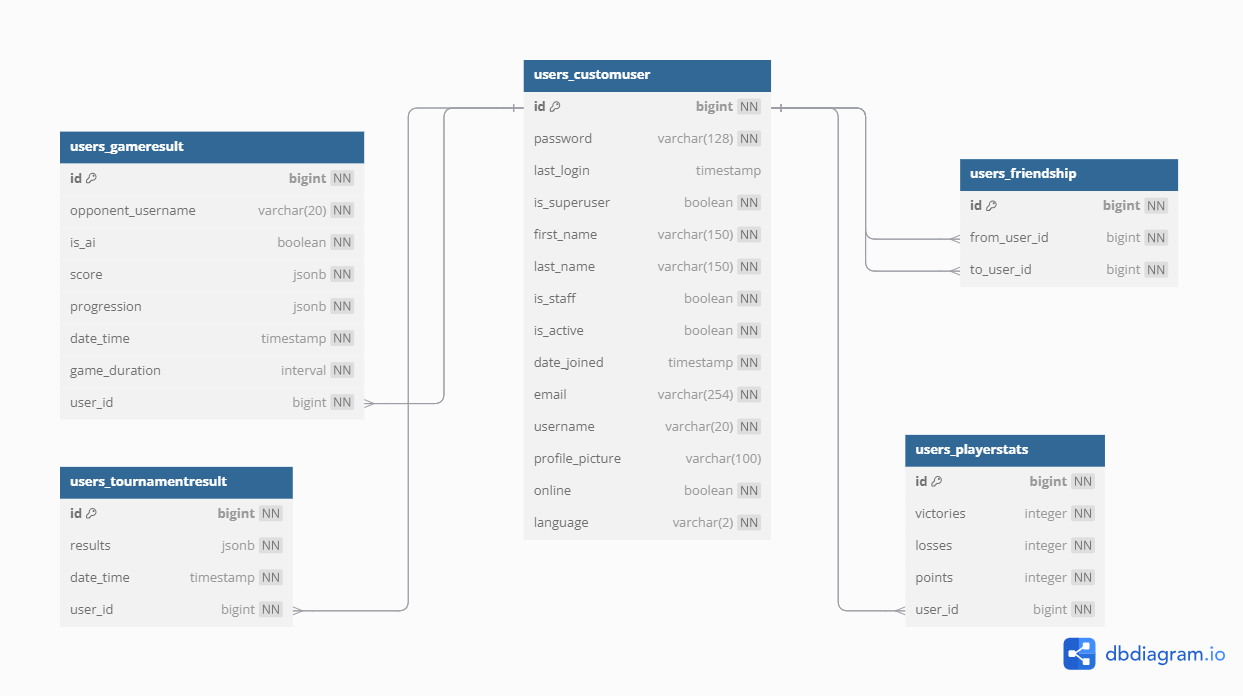 users_customuser
id bigint NN
password varchar(128) NN
last_login timestamp
is_superuser boolean NN
first_name varchar(150) NN
last_name varchar(150) NN
is_staff boolean NN
is_active boolean NN
date_joined timestamp NN
email varchar(254) NN
username varchar(20) NN
profile_picture varchar(100)
online boolean NN
language varchar(2) NN
users_gameresult
id bigint NN
opponent_username varchar(20) NN
is_ai boolean NN
score jsonb NN
progression jsonb NN
date_time timestamp NN
game_duration interval NN
user_id bigint NN
users_tournamentresult
id bigint NN
results jsonb NN
date_time timestamp NN
user_id bigint NN
users_friendship
id bigint NN
from_user_id bigint NN
to_user_id bigint NN
users_playerstats
id bigint NN
victories integer NN
losses integer NN
points integer NN
user_id bigint NN
dbdiagram.io